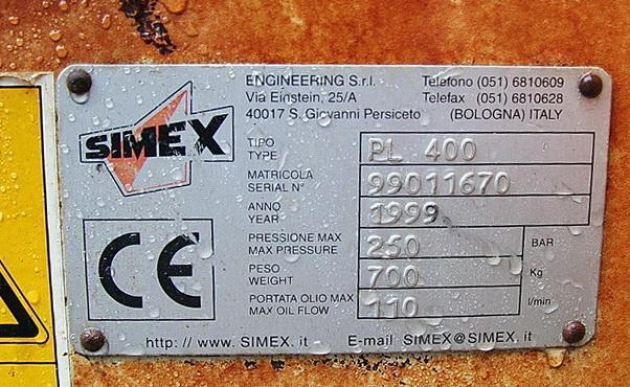 ENGINEERING S.r.l. Telefono (051) 6810609
Via Einstein, 25/A Telefax (051) 6810628
40017 S. Giovanni Persiceto (BOLOGNA) ITALY
SIMEX
TIPO
TYPE
PL 400
MATRICOLA
SERIAL N°
99011670
ANNO
YEAR
1999
PRESSIONE MAX
MAX PRESSURE
250 BAR
PESO
WEIGHT
700 Kg
PORTATA OLIO MAX
MAX OIL FLOW
110 l/min
CE
http: // www. SIMEX. it - E-mail SIMEX@SIMEX. it